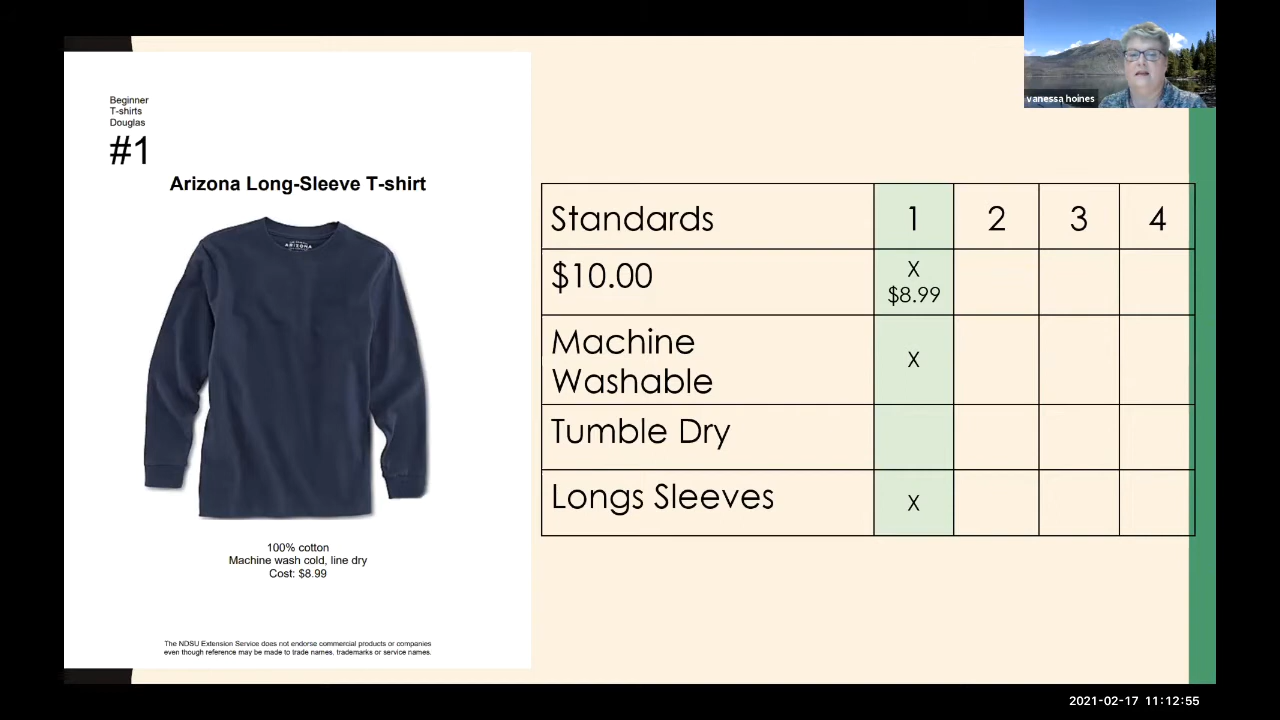 vanessa hoines
Beginner
T-shirts
Douglas
#1
Arizona Long-Sleeve T-shirt
ARIZONA
100% cotton
Machine wash cold, line dry
Cost: $8.99
The NDSU Extension Service does not endorse commercial products or companies
even though reference may be made to trade names, trademarks or service names.
Standards 1 2 3 4
$10.00 X
$8.99
Machine
Washable X
Tumble Dry
Longs Sleeves X
2021-02-17 11:12:55